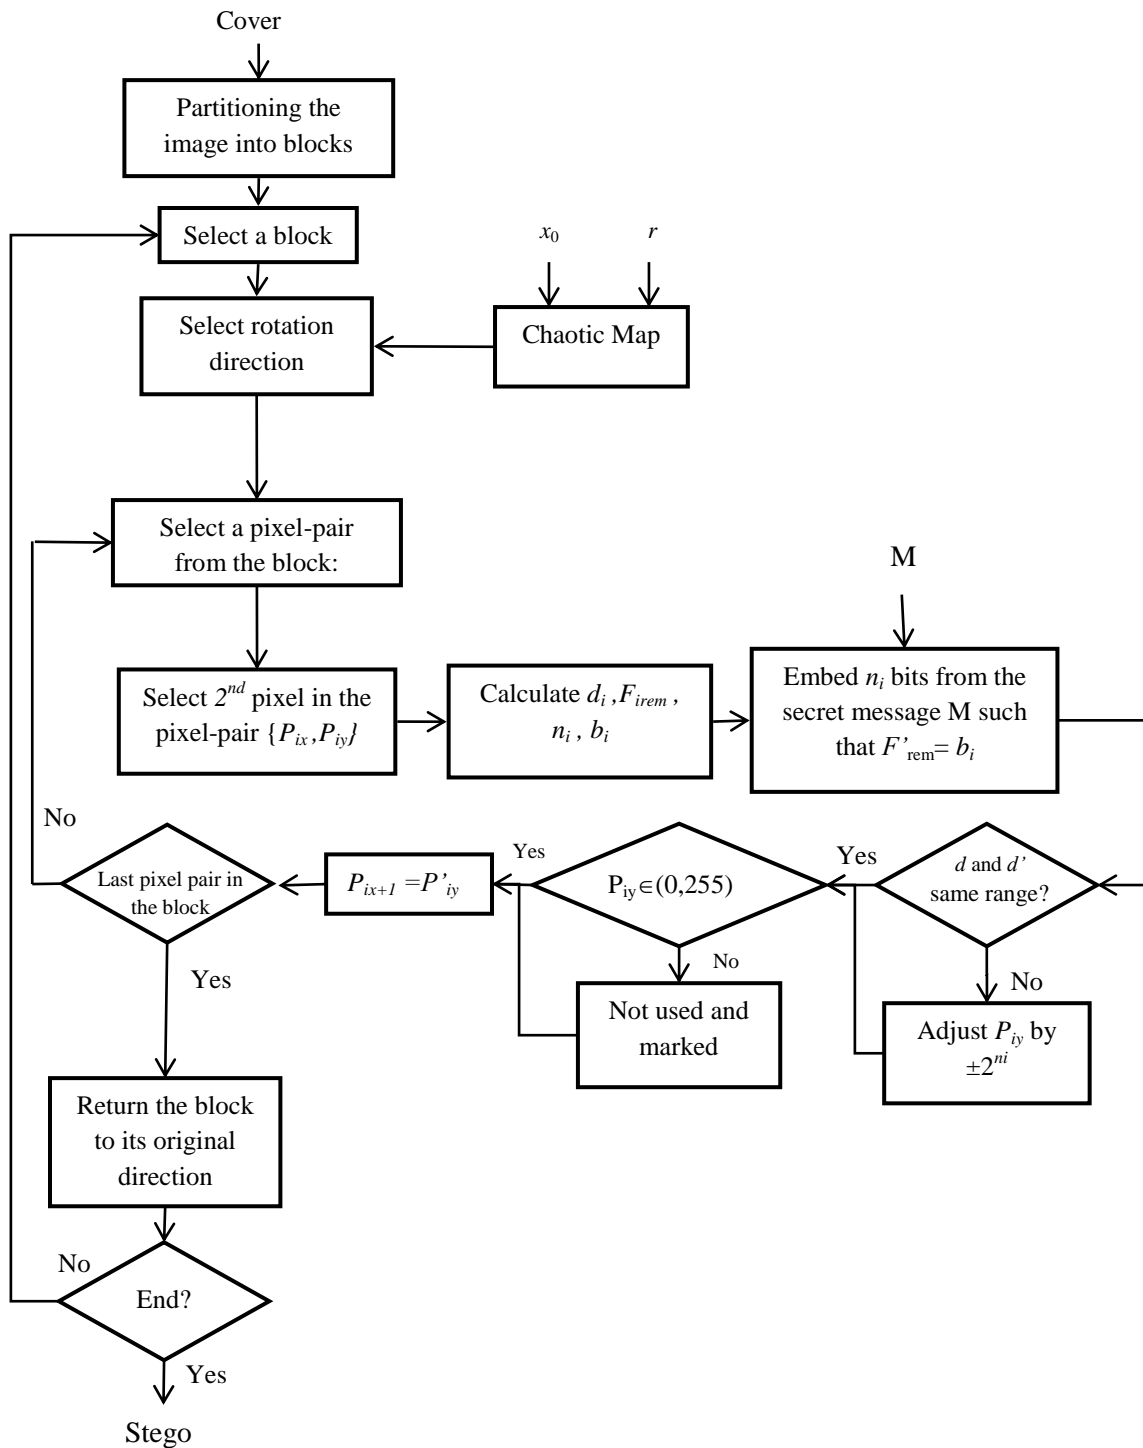 Cover
Partitioning the
image into blocks
Select a block
x0
r
Select rotation
direction
Chaotic Map
Select a pixel-pair
from the block:
M
Select 2nd pixel in the
pixel-pair {Pix,Piy}
Calculate di ,Firem ,
ni , bi
Embed ni bits from the
secret message M such
that F’rem= bi
No
Last pixel pair in
the block
Pix+1 =P’iy
Yes
Piy∈(0,255)
Yes
d and d’
same range?
Yes
No
Not used and
marked
No
Adjust Piy by
±2ni
Return the block
to its original
direction
No
End?
Yes
Stego